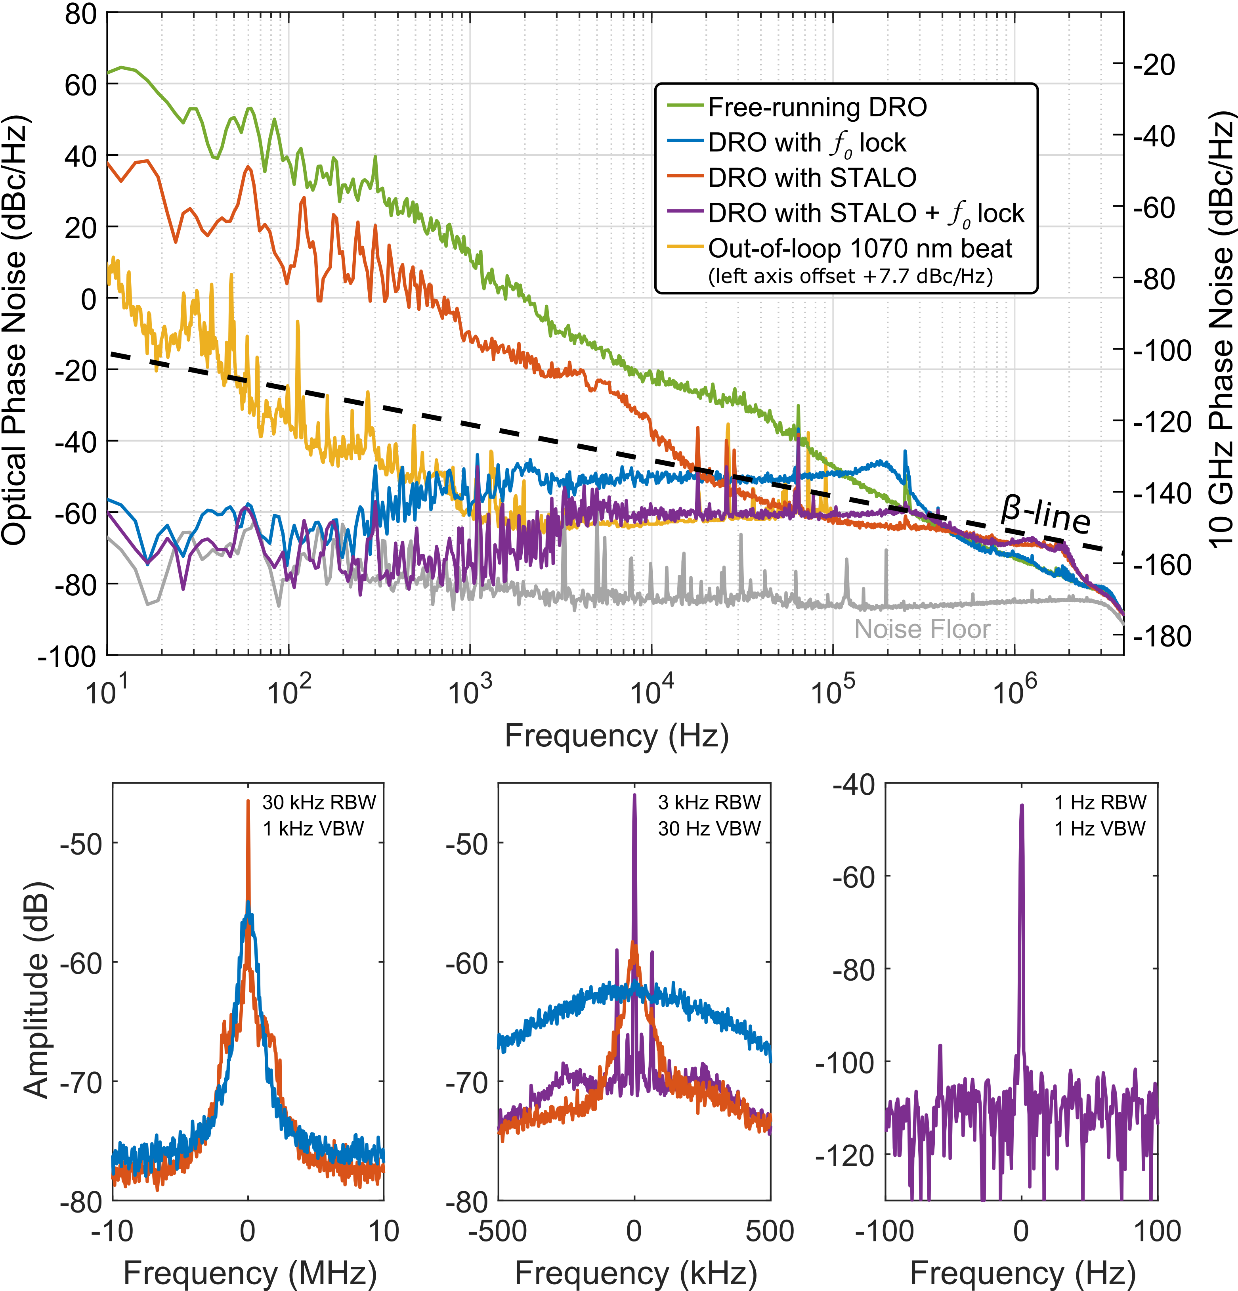 80
60
40
20
0
-20
-40
-60
-80
-100
Optical Phase Noise (dBc/Hz)
-20
-40
-60
-80
-100
-120
-140
-160
-180
10 GHz Phase Noise (dBc/Hz)
Free-running DRO
DRO with f0 lock
DRO with STALO
DRO with STALO + f0 lock
Out-of-loop 1070 nm beat
(left axis offset +7.7 dBc/Hz)
β-line
Noise Floor
10^1 10^2 10^3 10^4 10^5 10^6
Frequency (Hz)
30 kHz RBW
1 kHz VBW
-50
-60
-70
-80
Amplitude (dB)
-10 0 10
Frequency (MHz)
3 kHz RBW
30 Hz VBW
-50
-60
-70
-80
-500 0 500
Frequency (kHz)
1 Hz RBW
1 Hz VBW
-40
-60
-80
-100
-120
-100 0 100
Frequency (Hz)